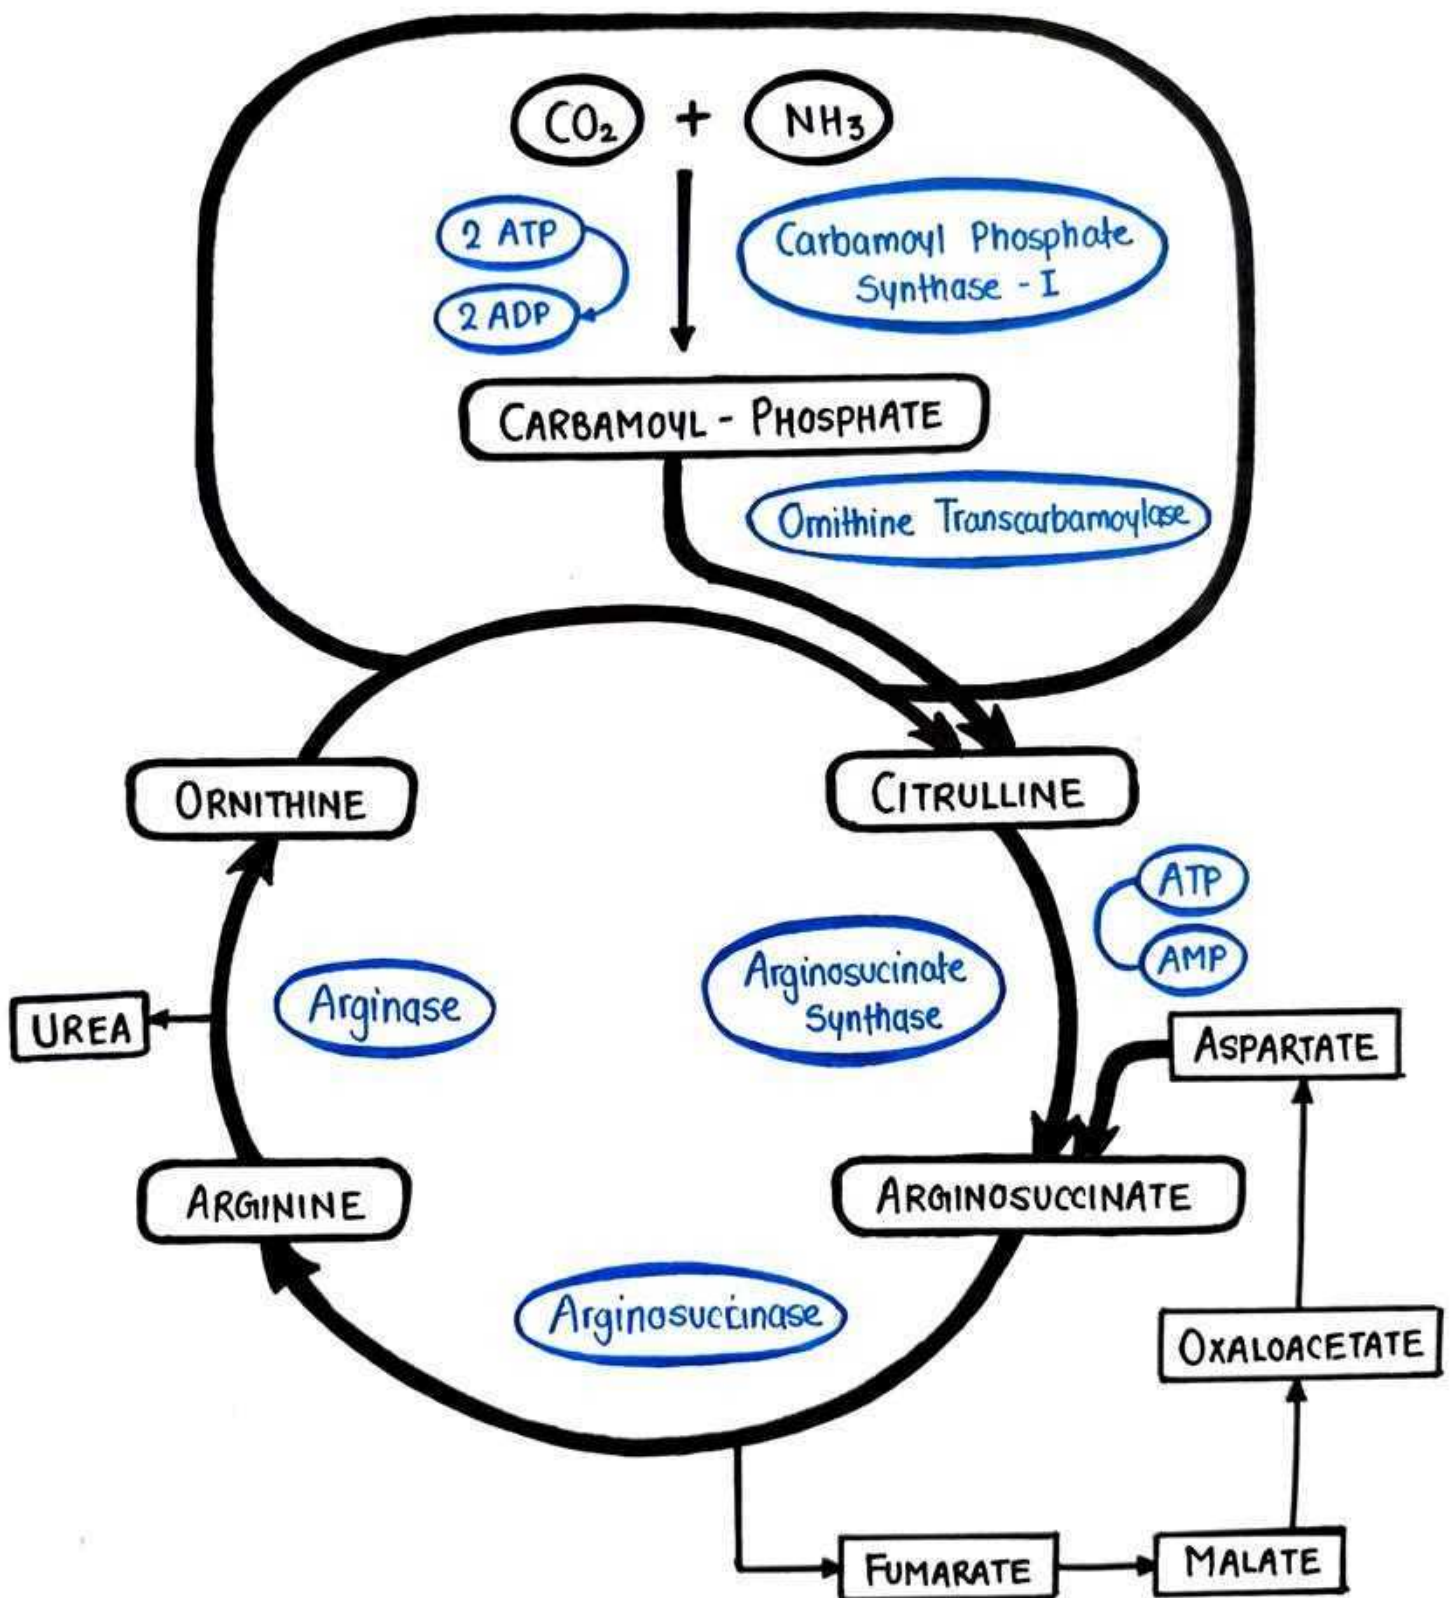 CO₂ + NH₃
2 ATP
2 ADP
Carbamoyl Phosphate
Synthase - I
CARBAMOYL - PHOSPHATE
Ornithine Transcarbamoylase
ORNITHINE
CITRULLINE
ATP
AMP
Arginosucinate
Synthase
Arginase
UREA
ASPARTATE
ARGININE
ARGINOSUCCINATE
Arginosuccinase
OXALOACETATE
FUMARATE
MALATE